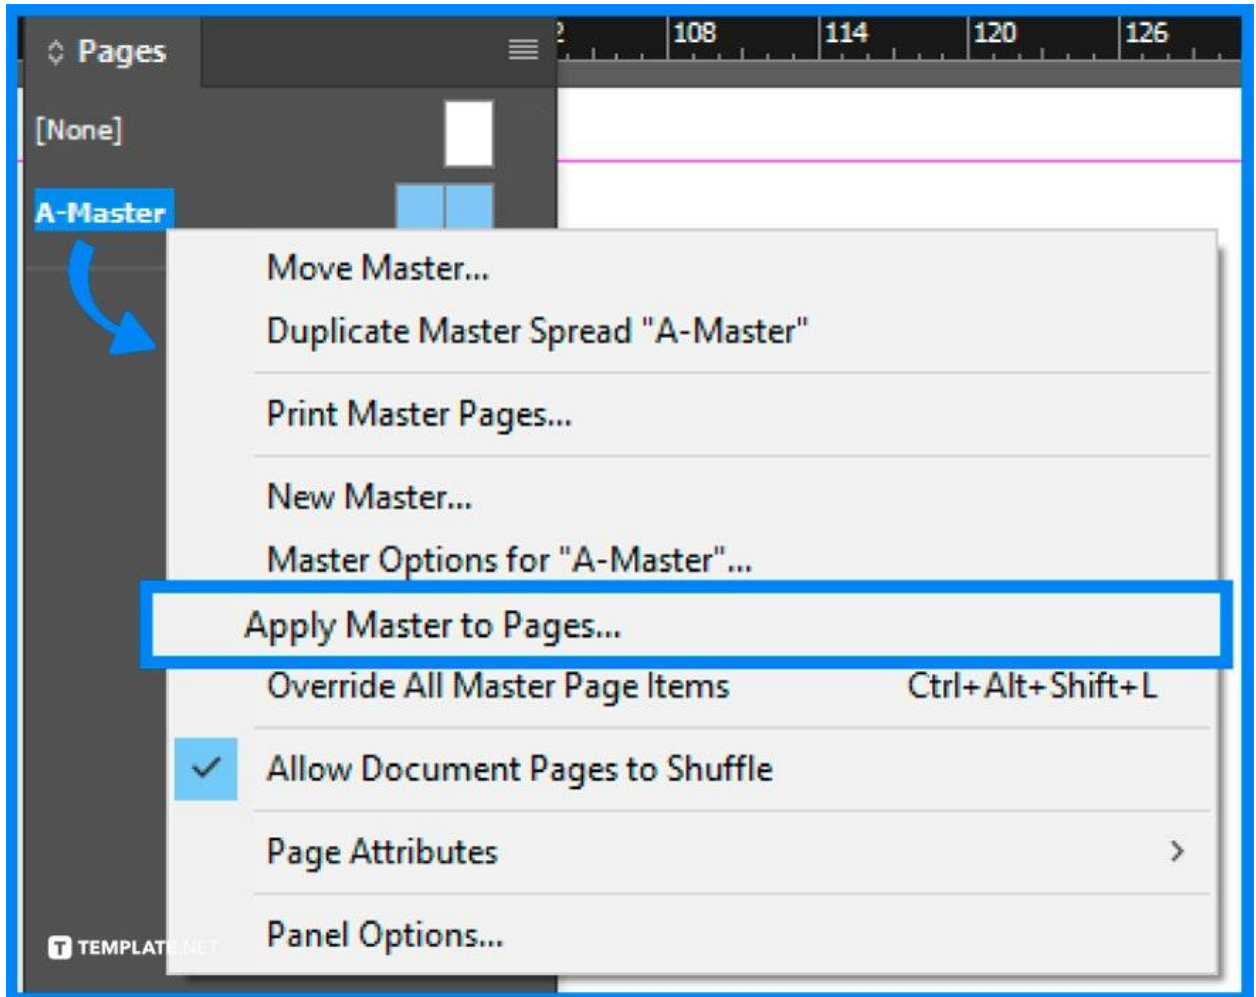 Pages
108 114 120 126
[None]
A-Master
Move Master...
Duplicate Master Spread "A-Master"
Print Master Pages...
New Master...
Master Options for "A-Master"...
Apply Master to Pages...
Override All Master Page Items Ctrl+Alt+Shift+L
Allow Document Pages to Shuffle
Page Attributes
Panel Options...
T TEMPLATE.NET